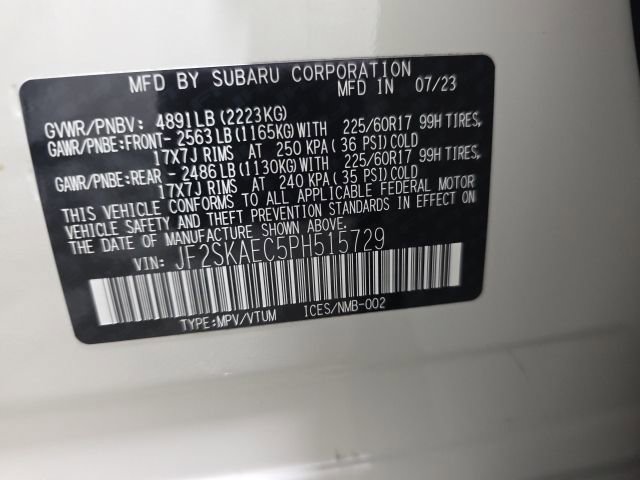 MFD BY SUBARU CORPORATION
MFD IN 07/23
GVWR/PNBV: 4891LB(2223KG)
GAWR/PNBE:FRONT- 2563LB(1165KG)WITH 225/60R17 99H TIRES,
17X7J RIMS AT 250 KPA(36 PSI)COLD
GAWR/PNBE:REAR - 2486LB(1130KG)WITH 225/60R17 99H TIRES,
17X7J RIMS AT 240 KPA(35 PSI)COLD
THIS VEHICLE CONFORMS TO ALL APPLICABLE FEDERAL MOTOR
VEHICLE SAFETY AND THEFT PREVENTION STANDARDS IN EFFECT ON
THE DATE OF MANUFACTURE SHOWN ABOVE.
VIN: JF2SKAEC5PH515729
TYPE:MPV/VTUM ICES/NMB-002